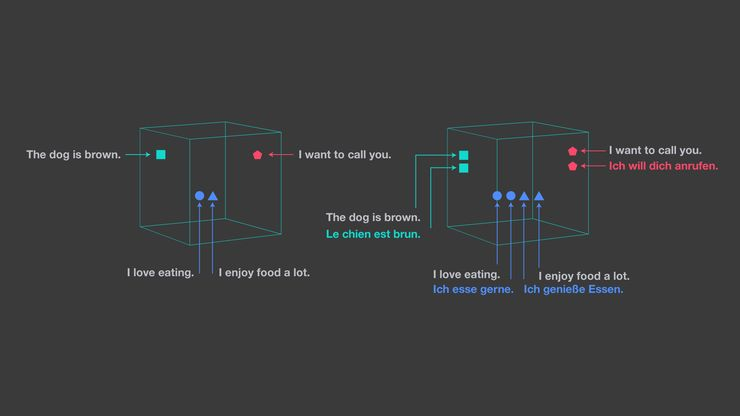 The dog is brown.
I want to call you.
I love eating.
I enjoy food a lot.
I want to call you.
Ich will dich anrufen.
The dog is brown.
Le chien est brun.
I love eating.
Ich esse gerne.
I enjoy food a lot.
Ich genieße Essen.